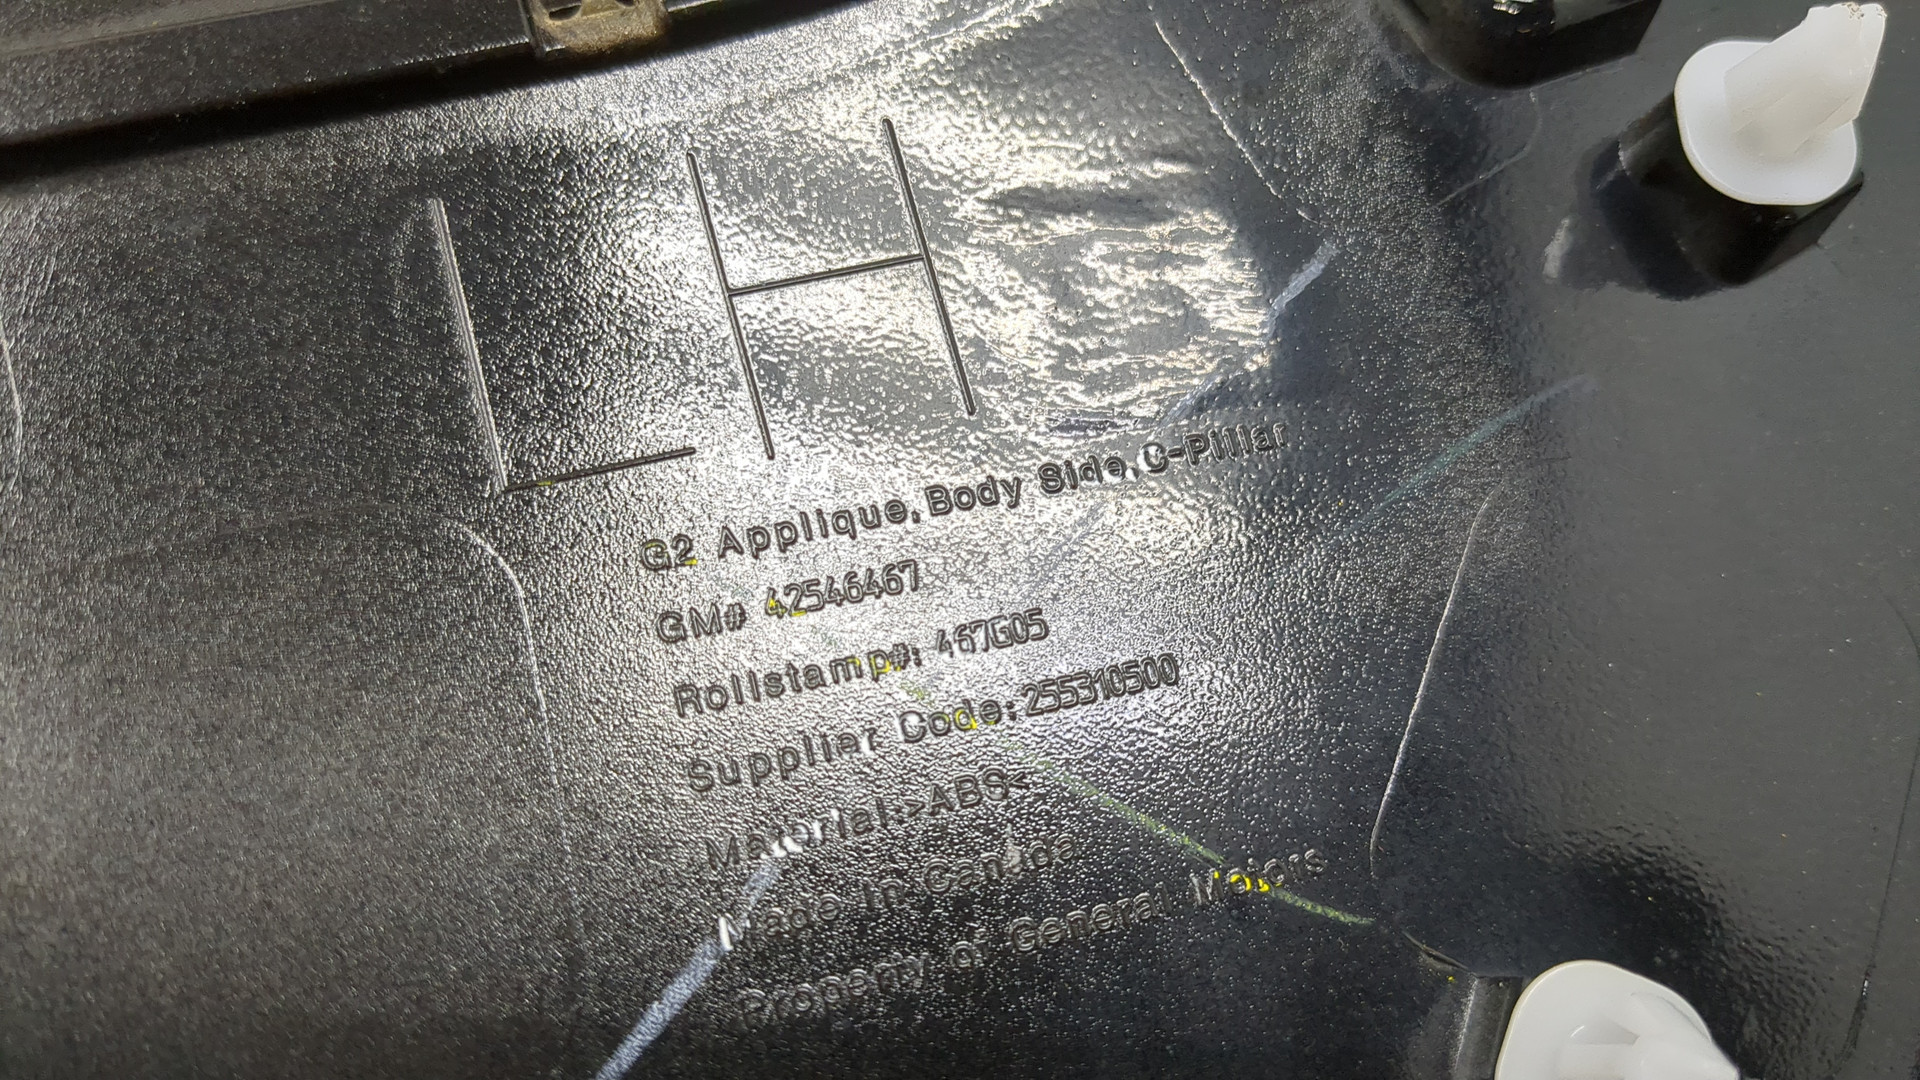 LH
G2 Applique, Body Side, C-Pillar
GM# 42546467
Rollstamp#: 467G05
Supplier Code: 255310500
Material: >ABS<
Made In Canada
Property of General Motors